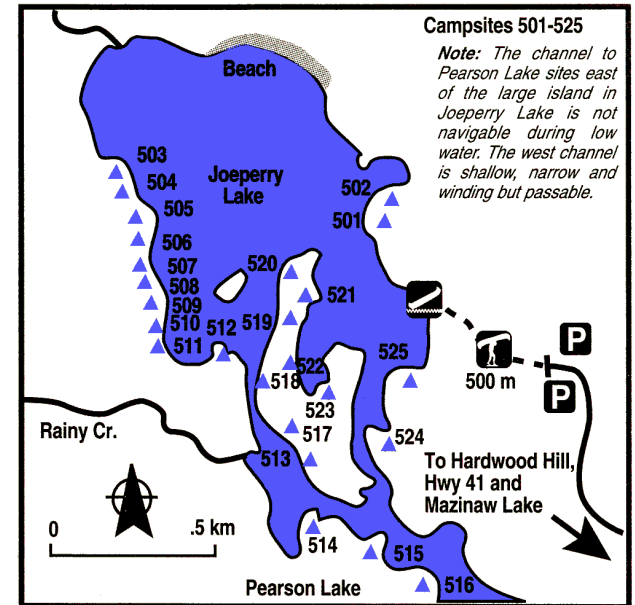 Campsites 501-525
Note: The channel to
Pearson Lake sites east
of the large island in
Joeperry Lake is not
navigable during low
water. The west channel
is shallow, narrow and
winding but passable.
Beach
503
504
Joeperry
Lake
502
505
501
506
507
520
508
521
509
519
510
512
511
525
522
518
500 m
P
P
523
517
524
Rainy Cr.
513
To Hardwood Hill,
Hwy 41 and
Mazinaw Lake
0
.5 km
514
515
516
Pearson Lake